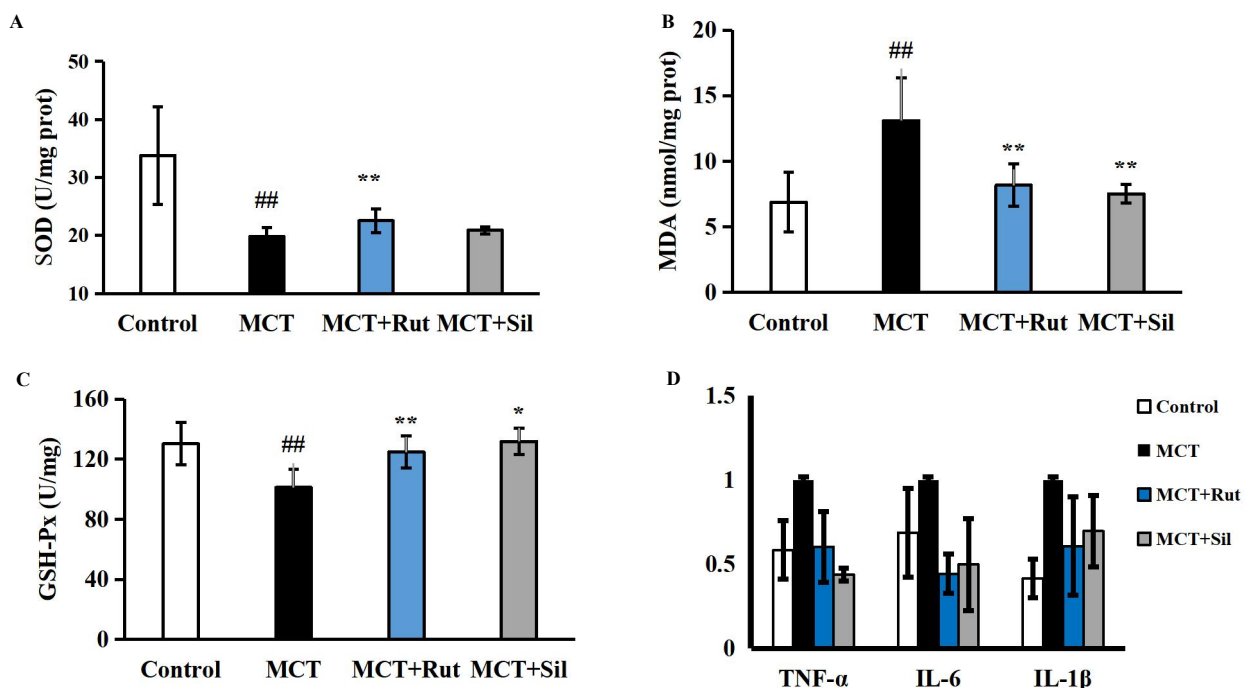 A
SOD (U/mg prot)
50
40
30
20
10
##
**
Control MCT MCT+Rut MCT+Sil
B
MDA (nmol/mg prot)
20
15
10
5
0
##
**
**
Control MCT MCT+Rut MCT+Sil
C
GSH-Px (U/mg)
160
120
80
40
0
##
**
*
Control MCT MCT+Rut MCT+Sil
D
1.5
1
0.5
0
TNF-α IL-6 IL-1β
Control
MCT
MCT+Rut
MCT+Sil